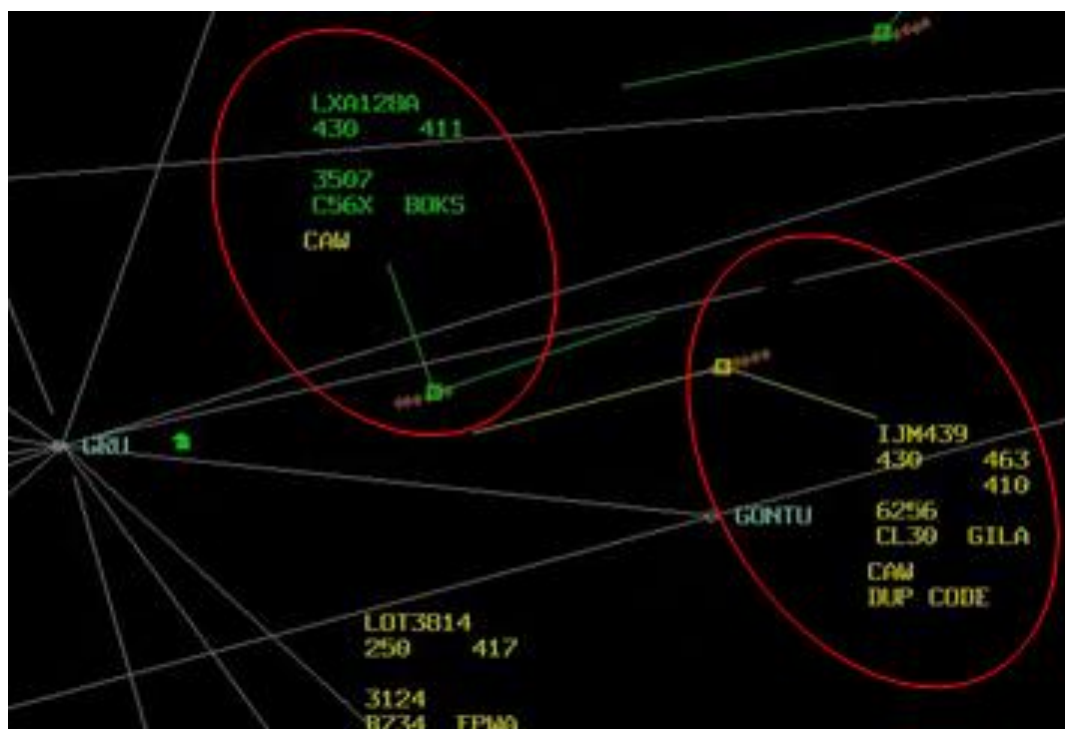 LXA128A
430 411
3507
C56X BOKS
CAW
GRU
IJM439
430 463
410
6256
CL30 GILA
CAW
DUP CODE
GONTU
LOT3814
250 417
3124
B734 EPWA